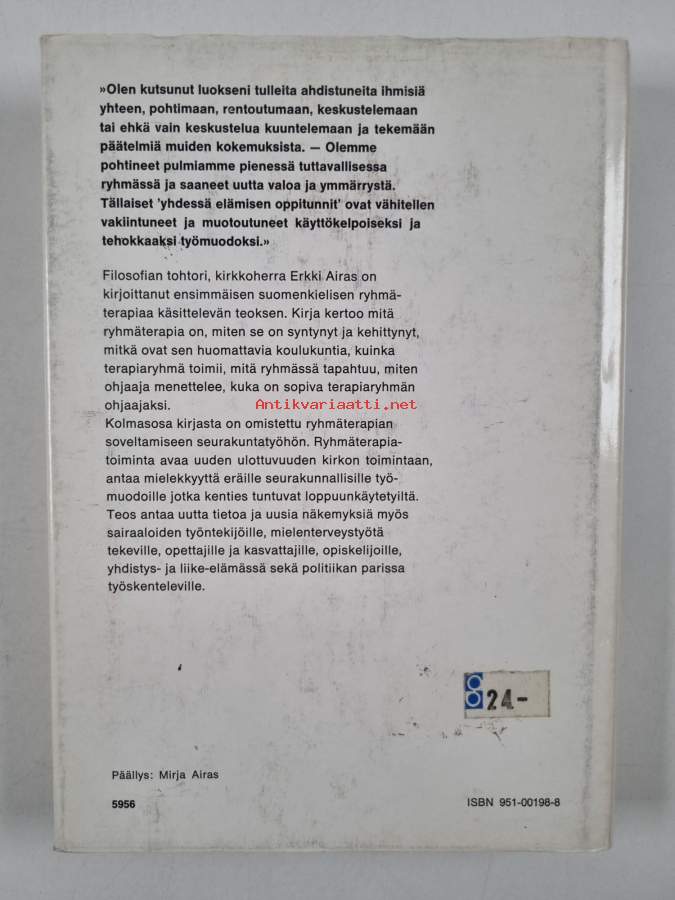 »Olen kutsunut luokseni tulleita ahdistuneita ihmisiä
yhteen, pohtimaan, rentoutumaan, keskustelemaan
tai ehkä vain keskustelua kuuntelemaan ja tekemään
päätelmiä muiden kokemuksista. — Olemme
pohtineet pulmiamme pienessä tuttavallisessa
ryhmässä ja saaneet uutta valoa ja ymmärrystä.
Tällaiset 'yhdessä elämisen oppitunnit' ovat vähitellen
vakiintuneet ja muotoutuneet käyttökelpoiseksi ja
tehokkaaksi työmuodoksi.»
Filosofian tohtori, kirkkoherra Erkki Airas on
kirjoittanut ensimmäisen suomenkielisen ryhmä-
terapiaa käsittelevän teoksen. Kirja kertoo mitä
ryhmäterapia on, miten se on syntynyt ja kehittynyt,
mitkä ovat sen huomattavia koulukuntia, kuinka
terapiaryhmä toimii, mitä ryhmässä tapahtuu, miten
ohjaaja menettelee, kuka on sopiva terapiaryhmän
ohjaajaksi.
Antikvariaatti.net
Kolmasosa kirjasta on omistettu ryhmäterapian
soveltamiseen seurakuntatyöhön. Ryhmäterapia-
toiminta avaa uuden ulottuvuuden kirkon toimintaan,
antaa mielekkyyttä eräille seurakunnallisille työ-
muodoille jotka kenties tuntuvat loppuunkäytetyiltä.
Teos antaa uutta tietoa ja uusia näkemyksiä myös
sairaaloiden työntekijöille, mielenterveystyötä
tekeville, opettajille ja kasvattajille, opiskelijoille,
yhdistys- ja liike-elämässä sekä politiikan parissa
työskenteleville.
24-
Päällys: Mirja Airas
5956
ISBN 951-00198-8